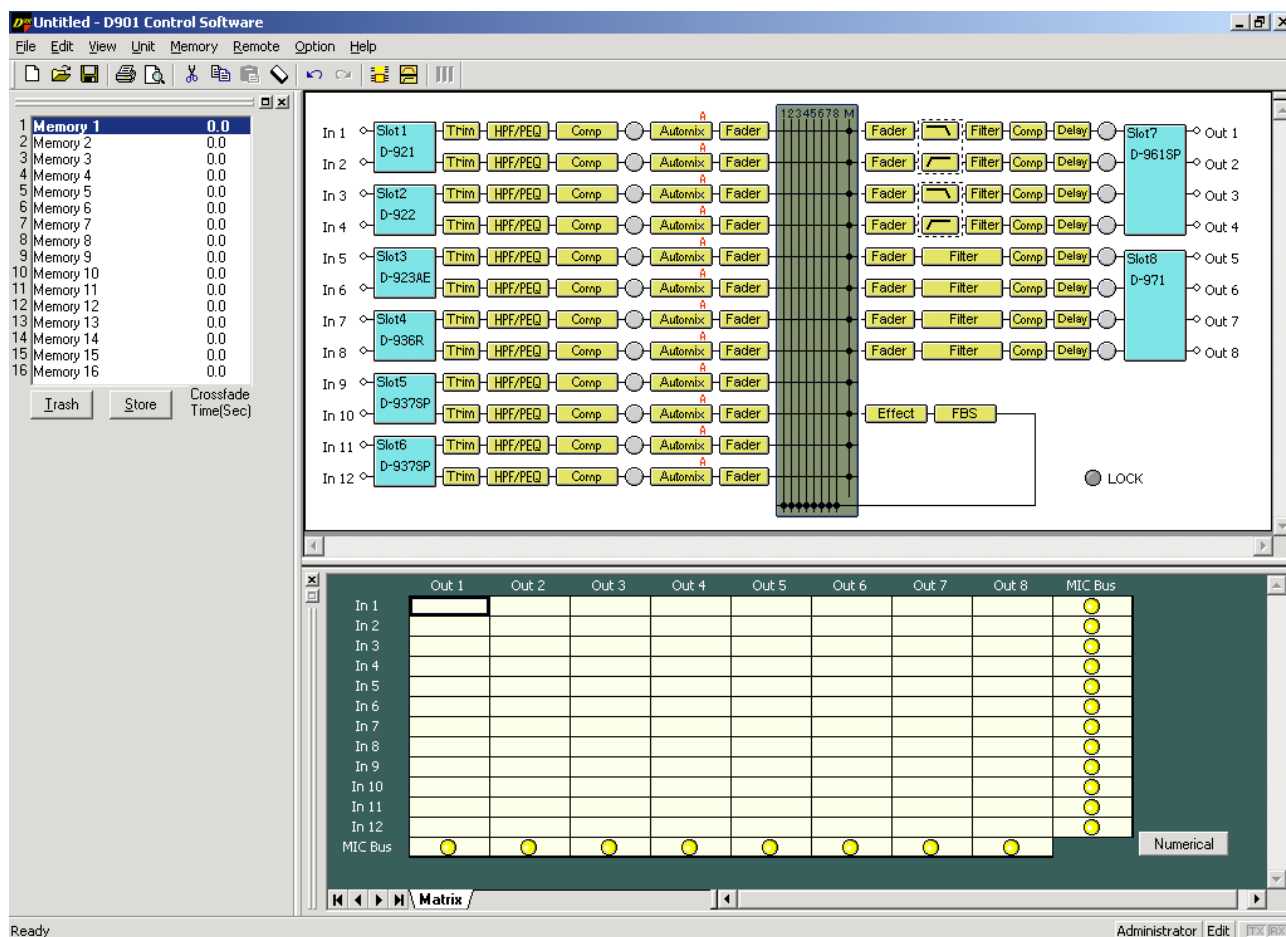 Untitled - D901 Control Software
File Edit View Unit Memory Remote Option Help
1 Memory 1 0.0
2 Memory 2 0.0
3 Memory 3 0.0
4 Memory 4 0.0
5 Memory 5 0.0
6 Memory 6 0.0
7 Memory 7 0.0
8 Memory 8 0.0
9 Memory 9 0.0
10 Memory 10 0.0
11 Memory 11 0.0
12 Memory 12 0.0
13 Memory 13 0.0
14 Memory 14 0.0
15 Memory 15 0.0
16 Memory 16 0.0
Trash Store Crossfade Time(Sec)
12345678 M
In 1 Slot1 Trim HPF/PEQ Comp A Automix Fader Fader Filter Comp Delay Slot7 Out 1
In 2 D-921 Trim HPF/PEQ Comp A Automix Fader Fader Filter Comp Delay D-961SP Out 2
In 3 Slot2 Trim HPF/PEQ Comp A Automix Fader Fader Filter Comp Delay Out 3
In 4 D-922 Trim HPF/PEQ Comp A Automix Fader Fader Filter Comp Delay Out 4
In 5 Slot3 Trim HPF/PEQ Comp A Automix Fader Fader Filter Comp Delay Slot8 Out 5
In 6 D-923AE Trim HPF/PEQ Comp A Automix Fader Fader Filter Comp Delay D-971 Out 6
In 7 Slot4 Trim HPF/PEQ Comp A Automix Fader Fader Filter Comp Delay Out 7
In 8 D-936R Trim HPF/PEQ Comp A Automix Fader Fader Filter Comp Delay Out 8
In 9 Slot5 Trim HPF/PEQ Comp A Automix Fader
In 10 D-937SP Trim HPF/PEQ Comp A Automix Fader Effect FBS
In 11 Slot6 Trim HPF/PEQ Comp A Automix Fader
In 12 D-937SP Trim HPF/PEQ Comp A Automix Fader LOCK
Out 1 Out 2 Out 3 Out 4 Out 5 Out 6 Out 7 Out 8 MIC Bus
In 1
In 2
In 3
In 4
In 5
In 6
In 7
In 8
In 9
In 10
In 11
In 12
MIC Bus Numerical
Matrix
Ready Administrator Edit TX RX